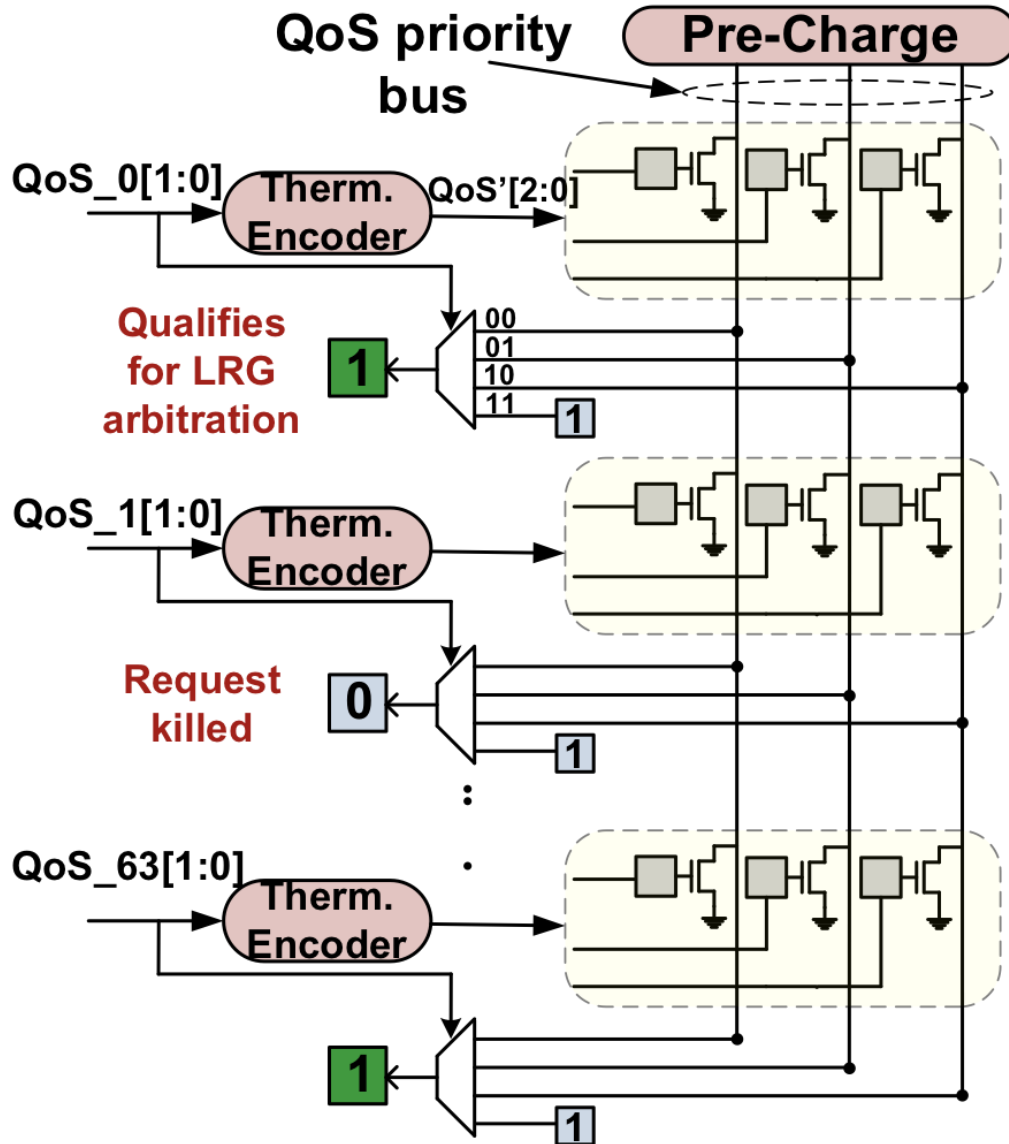 QoS priority
bus
Pre-Charge
QoS_0[1:0]
Therm.
Encoder
QoS'[2:0]
Qualifies
for LRG
arbitration
1
00
01
10
11
1
QoS_1[1:0]
Therm.
Encoder
Request
killed
0
1
QoS_63[1:0]
Therm.
Encoder
1
1